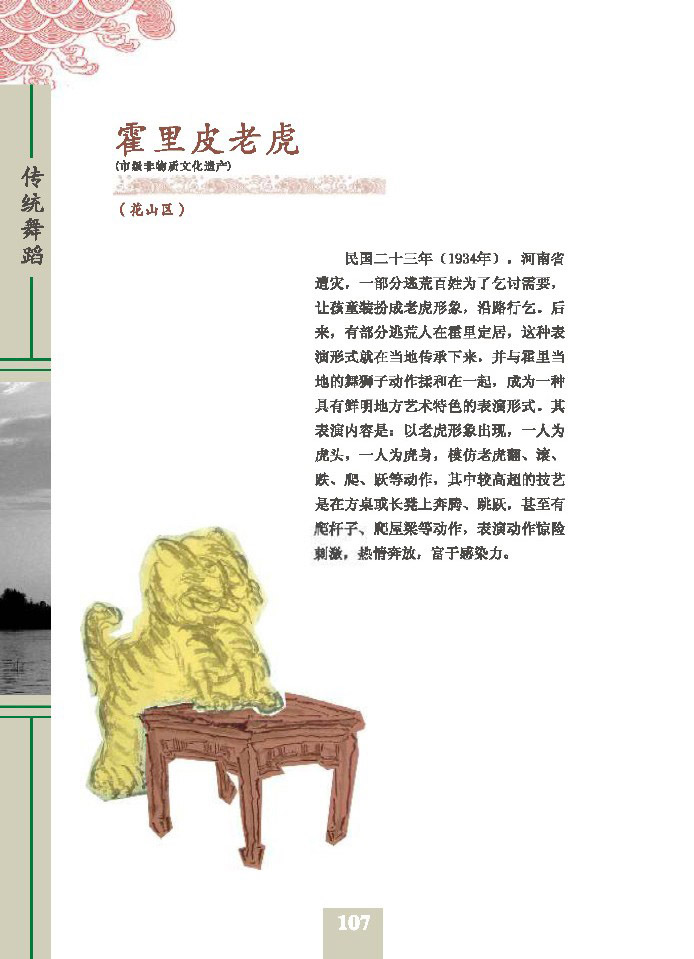 霍里皮老虎
(市级非物质文化遗产)
（花山区）
传统舞蹈
民国二十三年（1934年），河南省
遭灾，一部分逃荒百姓为了乞讨需要，
让孩童装扮成老虎形象，沿路行乞。后
来，有部分逃荒人在霍里定居，这种表
演形式就在当地传承下来，并与霍里当
地的舞狮子动作揉和在一起，成为一种
具有鲜明地方艺术特色的表演形式。其
表演内容是：以老虎形象出现，一人为
虎头，一人为虎身，模仿老虎翻、滚、
跌、爬、跃等动作，其中较高超的技艺
是在方桌或长凳上奔腾、跳跃，甚至有
爬杆子、爬屋梁等动作，表演动作惊险
刺激，热情奔放，富于感染力。
107